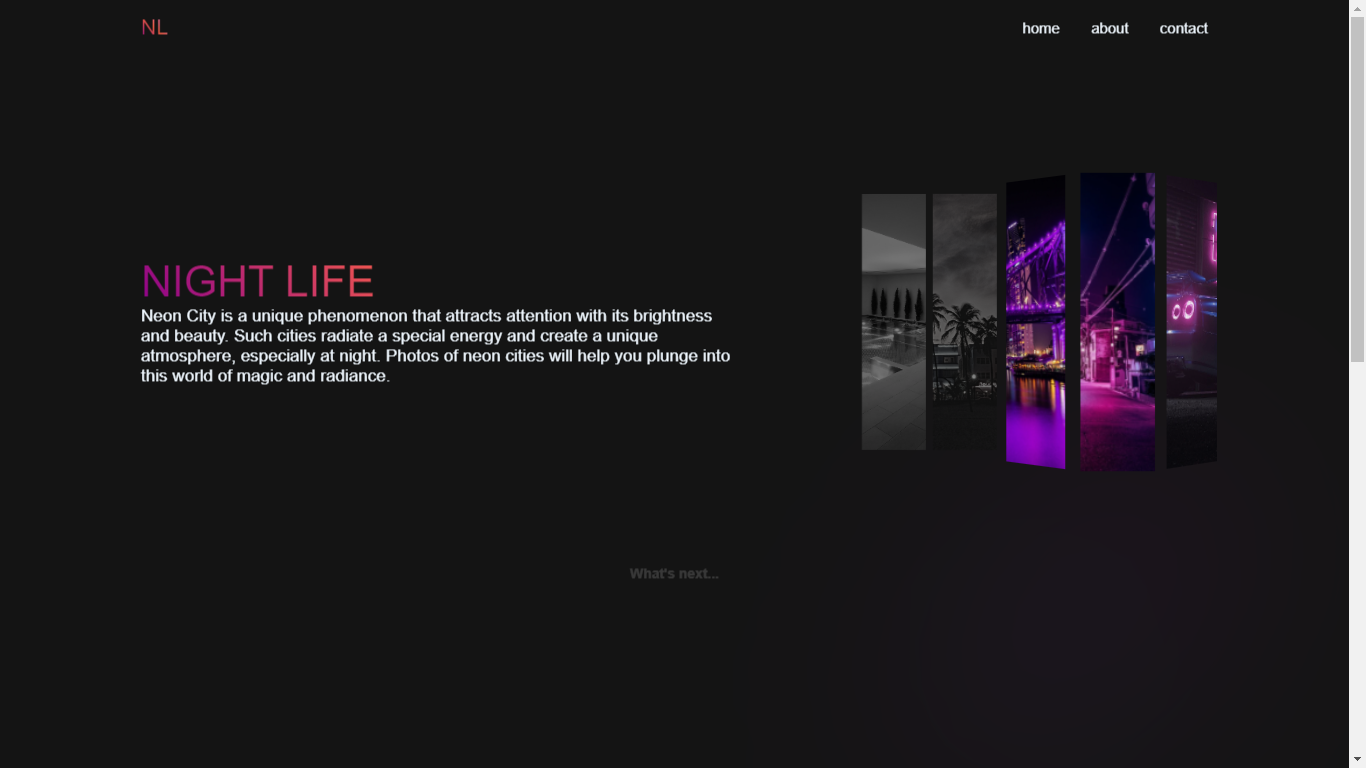 NL
home about contact
NIGHT LIFE
Neon City is a unique phenomenon that attracts attention with its brightness
and beauty. Such cities radiate a special energy and create a unique
atmosphere, especially at night. Photos of neon cities will help you plunge into
this world of magic and radiance.
What's next...